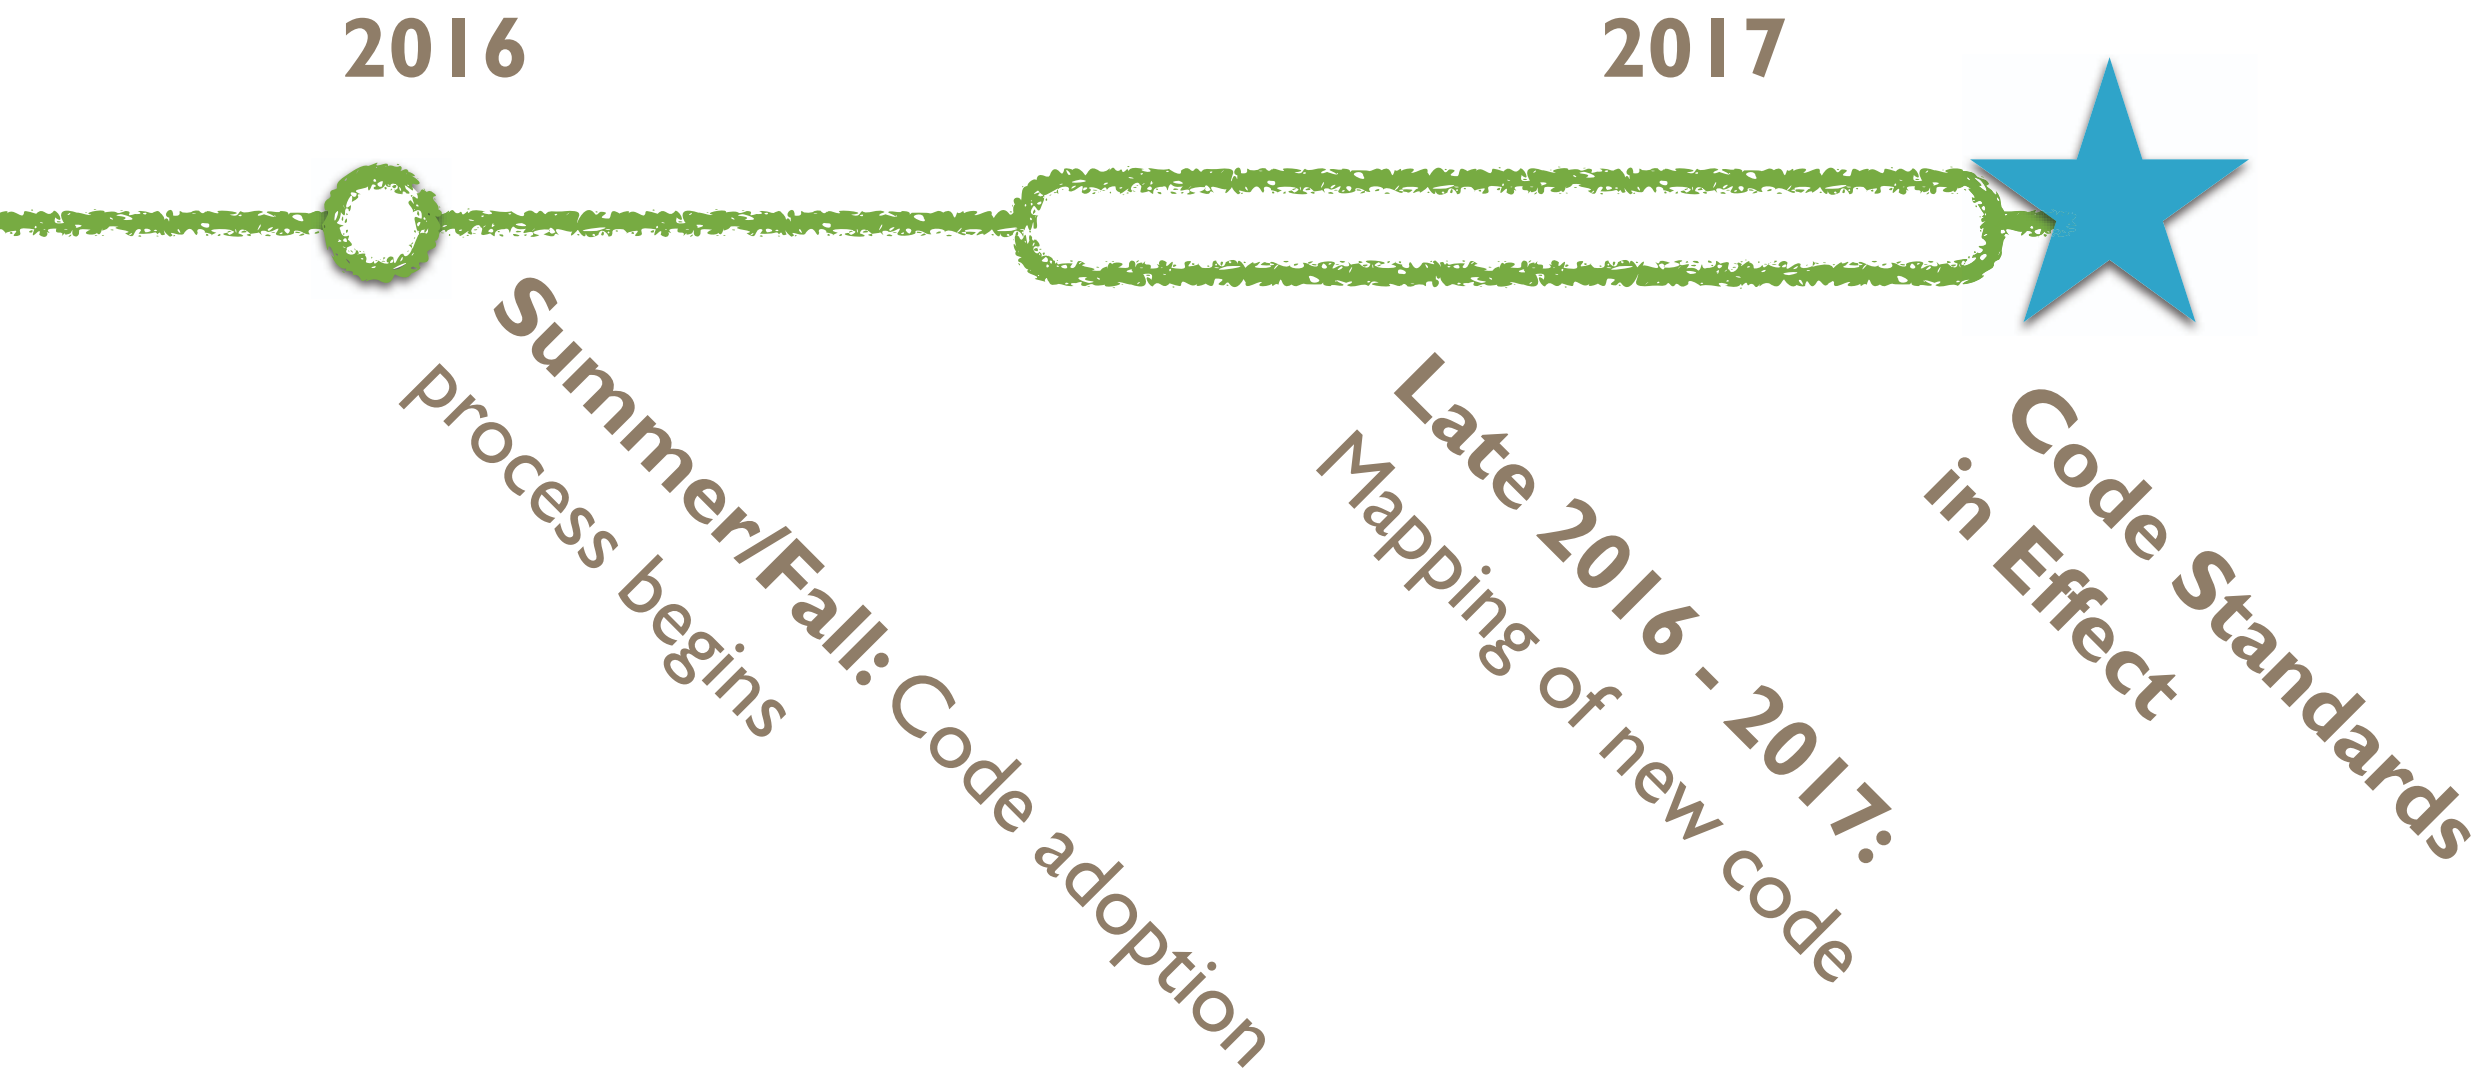 2016
2017
Summer/Fall: Code adoption
process begins
Late 2016 - 2017:
Mapping of new code
Code Standards
in Effect